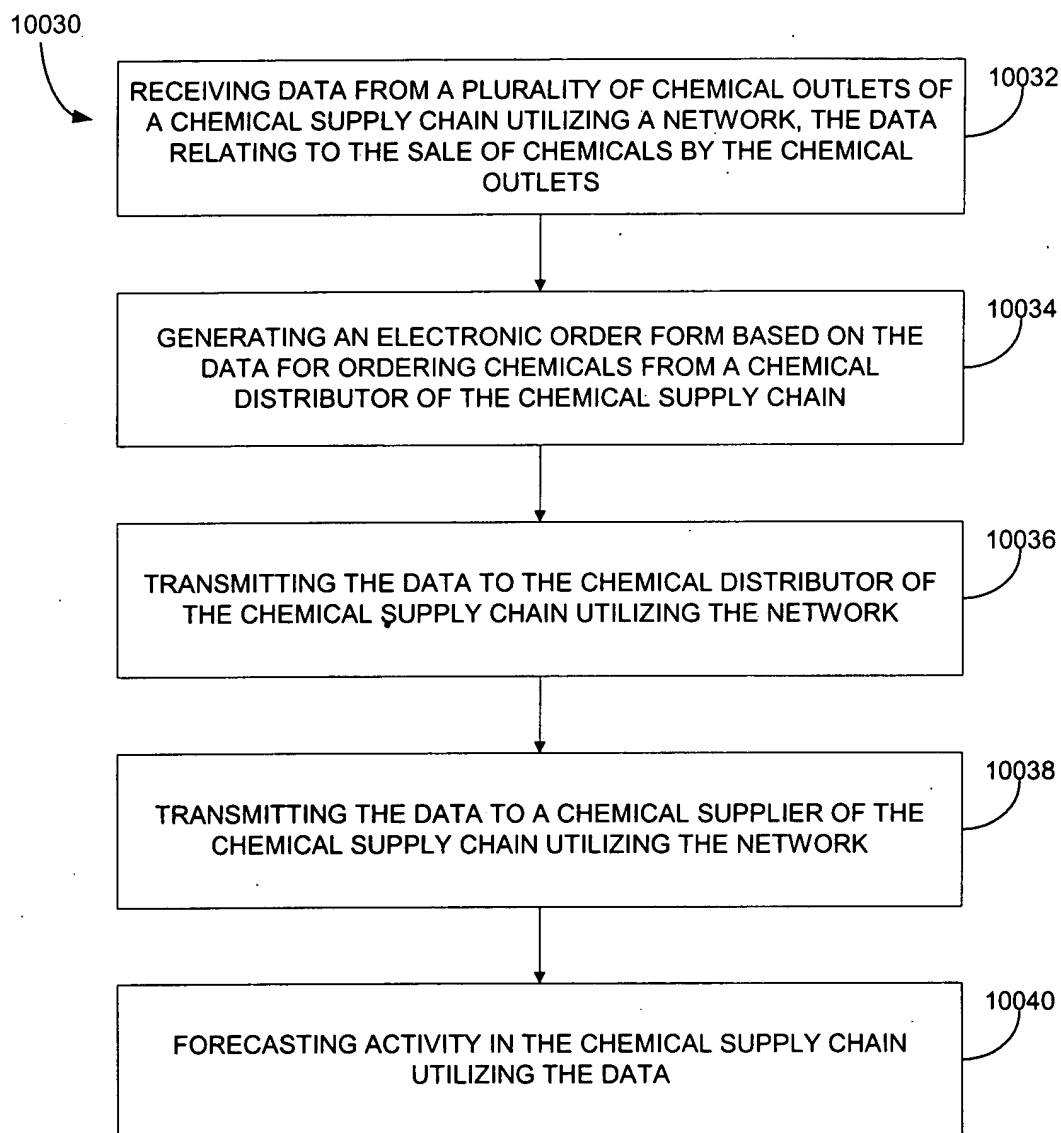 10030
RECEIVING DATA FROM A PLURALITY OF CHEMICAL OUTLETS OF
A CHEMICAL SUPPLY CHAIN UTILIZING A NETWORK, THE DATA
RELATING TO THE SALE OF CHEMICALS BY THE CHEMICAL
OUTLETS
10032
GENERATING AN ELECTRONIC ORDER FORM BASED ON THE
DATA FOR ORDERING CHEMICALS FROM A CHEMICAL
DISTRIBUTOR OF THE CHEMICAL SUPPLY CHAIN
10034
TRANSMITTING THE DATA TO THE CHEMICAL DISTRIBUTOR OF
THE CHEMICAL SUPPLY CHAIN UTILIZING THE NETWORK
10036
TRANSMITTING THE DATA TO A CHEMICAL SUPPLIER OF THE
CHEMICAL SUPPLY CHAIN UTILIZING THE NETWORK
10038
FORECASTING ACTIVITY IN THE CHEMICAL SUPPLY CHAIN
UTILIZING THE DATA
10040